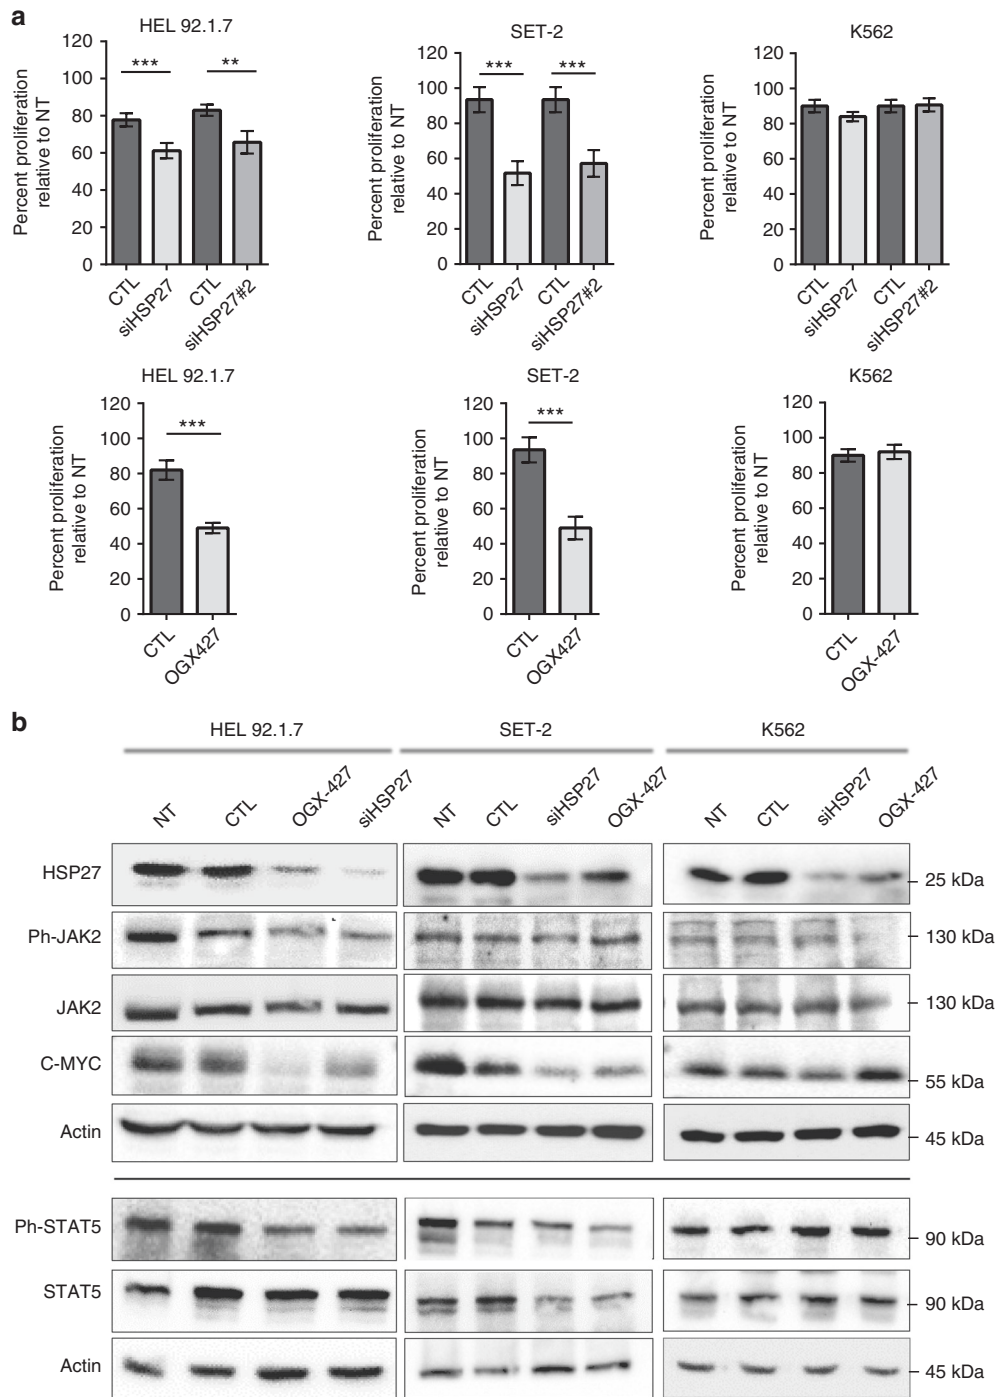 a
HEL 92.1.7
Percent proliferation
relative to NT
120
100
80
60
40
20
0
***
**
CTL
siHSP27
CTL
siHSP27#2
SET-2
Percent proliferation
relative to NT
120
100
80
60
40
20
0
***
***
CTL
siHSP27
CTL
siHSP27#2
K562
Percent proliferation
relative to NT
120
100
80
60
40
20
0
CTL
siHSP27
CTL
siHSP27#2
HEL 92.1.7
Percent proliferation
relative to NT
120
100
80
60
40
20
0
***
CTL
OGX427
SET-2
Percent proliferation
relative to NT
120
100
80
60
40
20
0
***
CTL
OGX427
K562
Percent proliferation
relative to NT
120
100
80
60
40
20
0
CTL
OGX-427
b
HEL 92.1.7
SET-2
K562
NT
CTL
OGX-427
siHSP27
NT
CTL
siHSP27
OGX-427
NT
CTL
siHSP27
OGX-427
HSP27
25 kDa
Ph-JAK2
130 kDa
JAK2
130 kDa
C-MYC
55 kDa
Actin
45 kDa
Ph-STAT5
90 kDa
STAT5
90 kDa
Actin
45 kDa